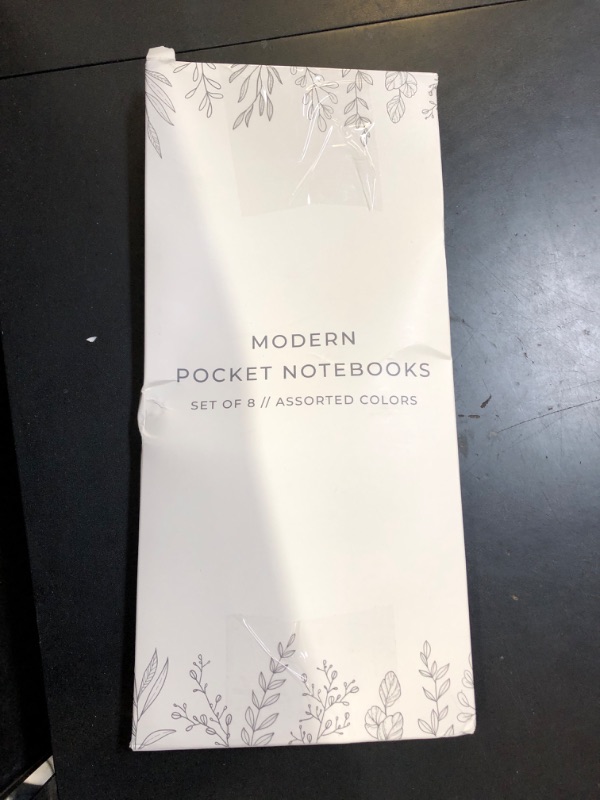 MODERN
POCKET NOTEBOOKS
SET OF 8 // ASSORTED COLORS